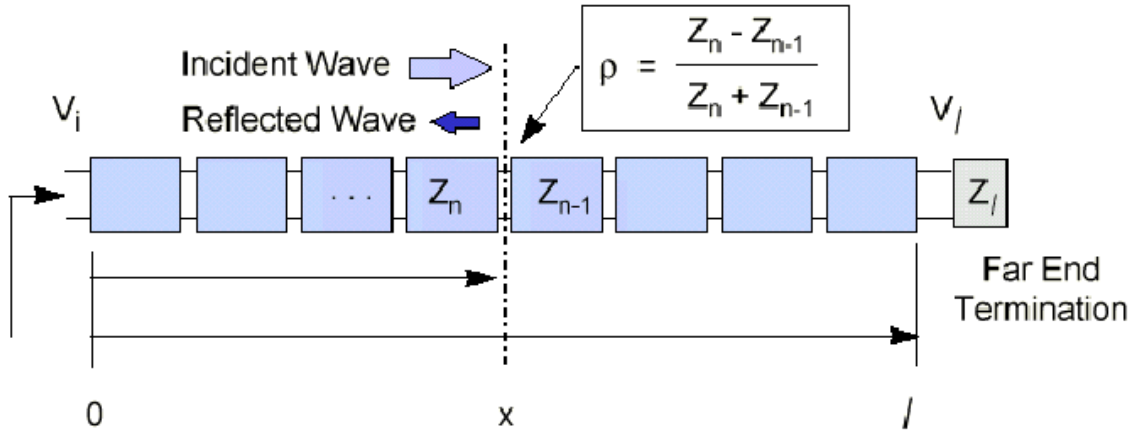 Incident Wave
Reflected Wave
ρ = (Zn - Zn-1) / (Zn + Zn-1)
Vi
Vl
. . .
Zn
Zn-1
Zl
Far End
Termination
0
x
l